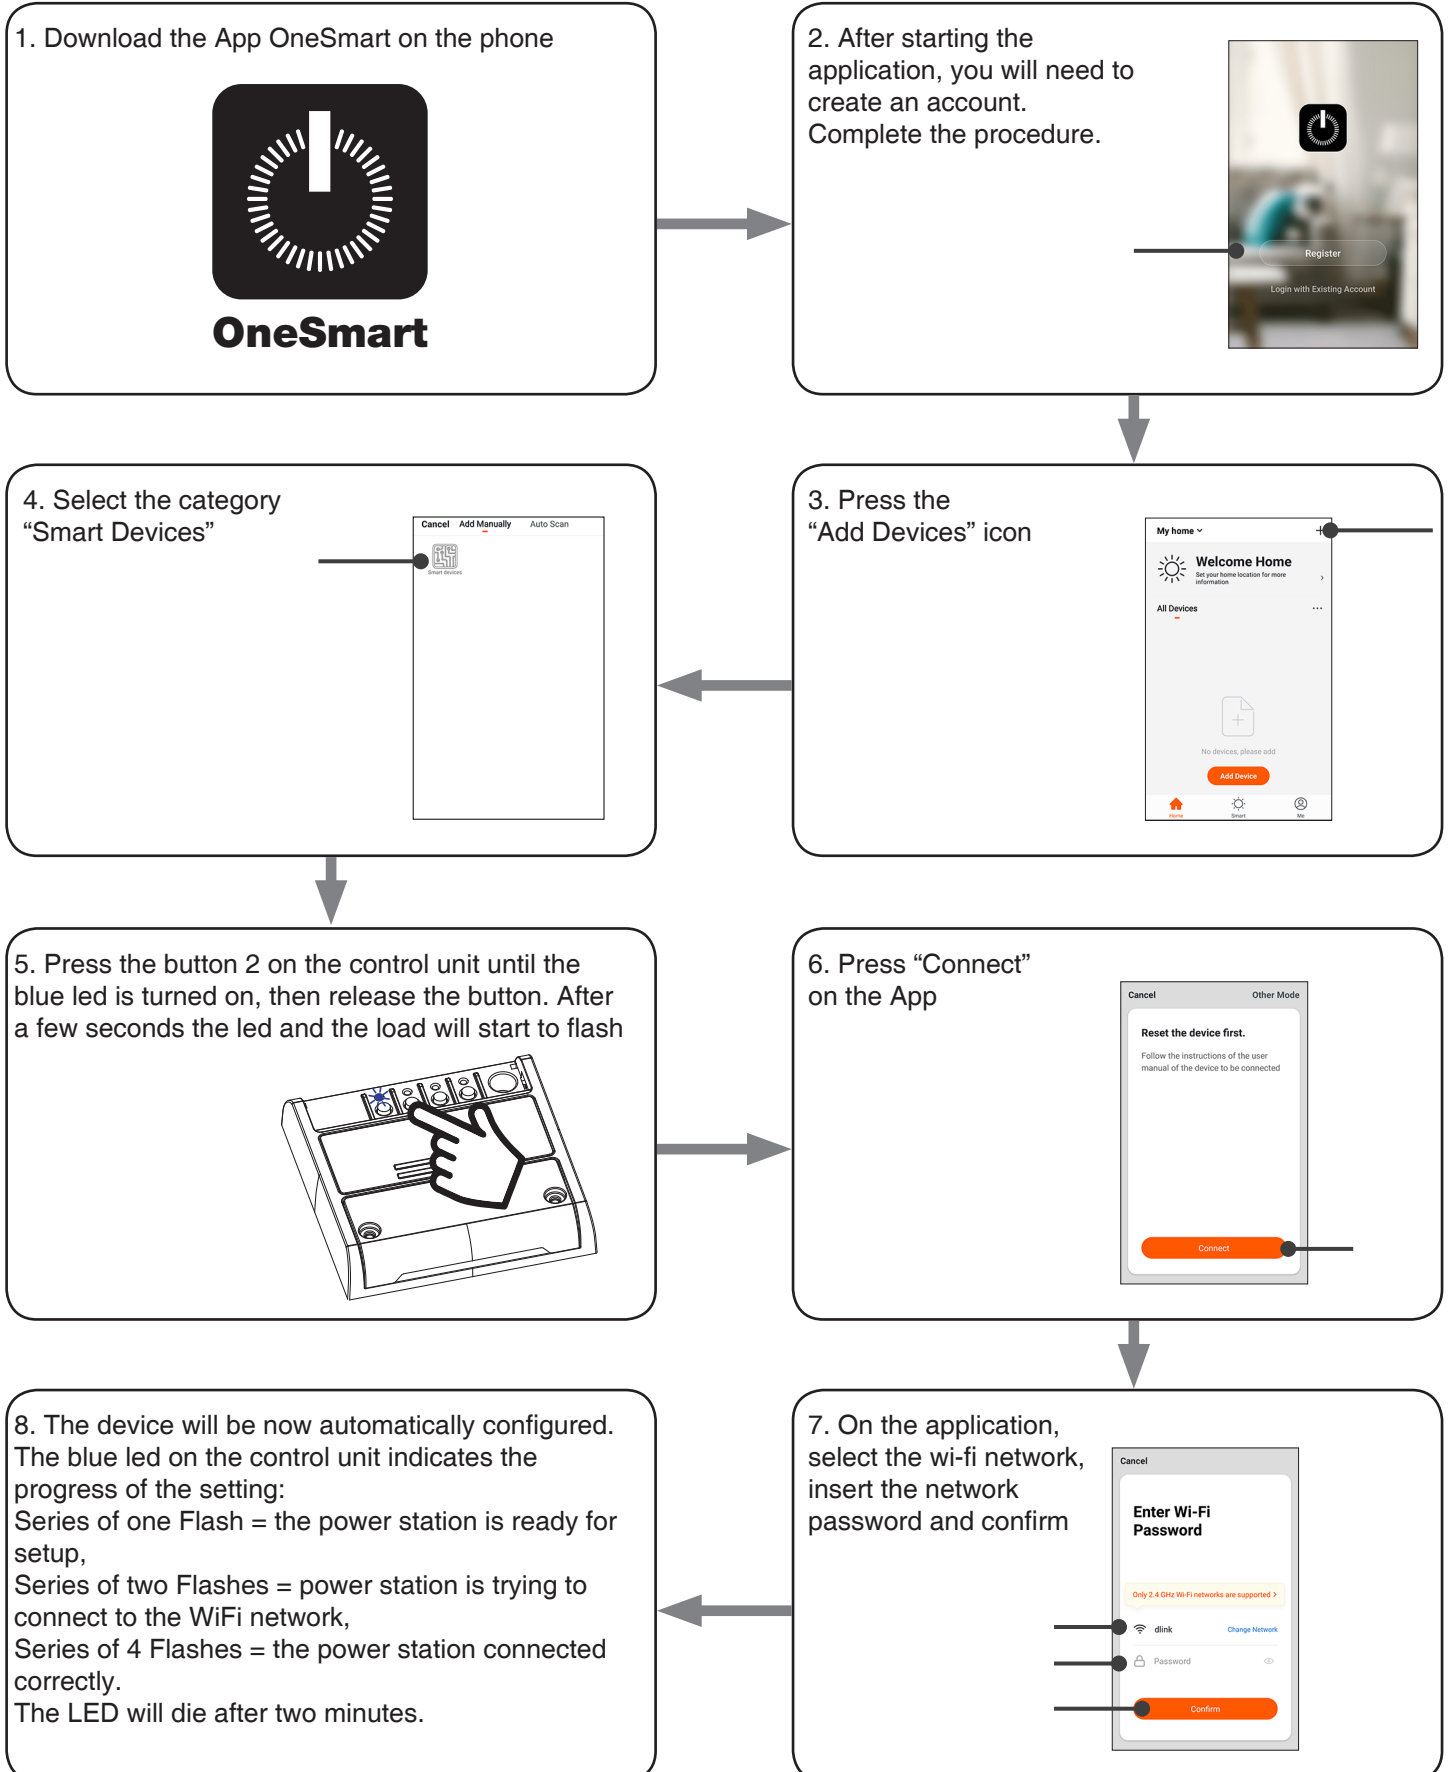 1. Download the App OneSmart on the phone
OneSmart
2. After starting the
application, you will need to
create an account.
Complete the procedure.
Register
Login with Existing Account
3. Press the
“Add Devices” icon
My home
Welcome Home
Set your home location for more
information
All Devices
No devices, please add
Add Device
Home
Smart
Me
4. Select the category
“Smart Devices”
Cancel Add Manually Auto Scan
Smart devices
5. Press the button 2 on the control unit until the
blue led is turned on, then release the button. After
a few seconds the led and the load will start to flash
6. Press “Connect”
on the App
Cancel Other Mode
Reset the device first.
Follow the instructions of the user
manual of the device to be connected
Connect
7. On the application,
select the wi-fi network,
insert the network
password and confirm
Cancel
Enter Wi-Fi
Password
Only 2.4 GHz Wi-Fi networks are supported >
dlink Change Network
Password
Confirm
8. The device will be now automatically configured.
The blue led on the control unit indicates the
progress of the setting:
Series of one Flash = the power station is ready for
setup,
Series of two Flashes = power station is trying to
connect to the WiFi network,
Series of 4 Flashes = the power station connected
correctly.
The LED will die after two minutes.